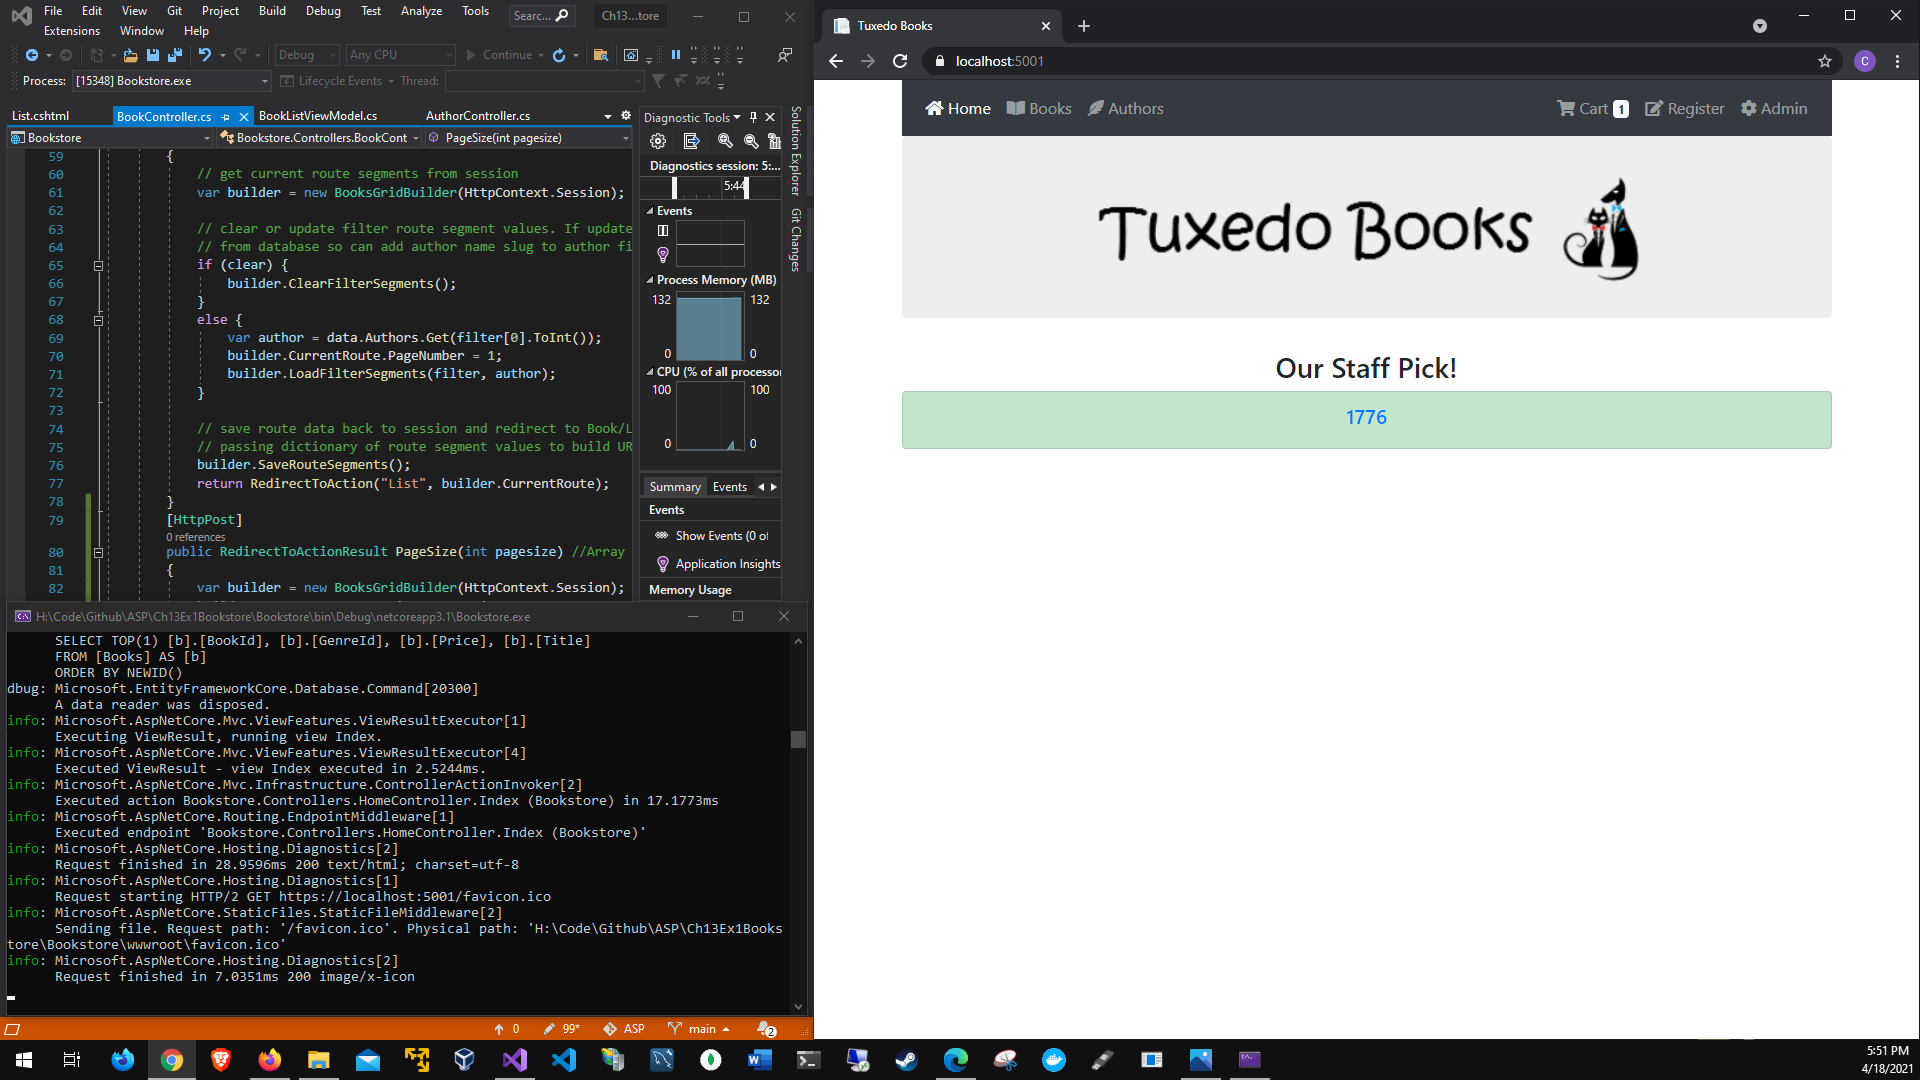 File Edit View Git Project Build Debug Test Analyze Tools Searc... Ch13...tore
Extensions Window Help
Debug Any CPU Continue
Process: [15348] Bookstore.exe Lifecycle Events Thread:
List.cshtml BookController.cs BookListViewModel.cs AuthorController.cs
Bookstore Bookstore.Controllers.BookCont PageSize(int pagesize)
59 {
60 // get current route segments from session
61 var builder = new BooksGridBuilder(HttpContext.Session);
62
63 // clear or update filter route segment values. If update
64 // from database so can add author name slug to author fi
65 if (clear) {
66 builder.ClearFilterSegments();
67 }
68 else {
69 var author = data.Authors.Get(filter[0].ToInt());
70 builder.CurrentRoute.PageNumber = 1;
71 builder.LoadFilterSegments(filter, author);
72 }
73
74 // save route data back to session and redirect to Book/L
75 // passing dictionary of route segment values to build UR
76 builder.SaveRouteSegments();
77 return RedirectToAction("List", builder.CurrentRoute);
78 }
79 [HttpPost]
0 references
80 public RedirectToActionResult PageSize(int pagesize) //Array
81 {
82 var builder = new BooksGridBuilder(HttpContext.Session);
Diagnostic Tools
Diagnostics session: 5:...
5:44
Events
Process Memory (MB)
132 132
0 0
CPU (% of all processor
100 100
0 0
Summary Events
Events
Show Events (0 of
Application Insights
Memory Usage
Solution Explorer
Git Changes
H:\Code\Github\ASP\Ch13Ex1Bookstore\Bookstore\bin\Debug\netcoreapp3.1\Bookstore.exe
SELECT TOP(1) [b].[BookId], [b].[GenreId], [b].[Price], [b].[Title]
FROM [Books] AS [b]
ORDER BY NEWID()
dbug: Microsoft.EntityFrameworkCore.Database.Command[20300]
A data reader was disposed.
info: Microsoft.AspNetCore.Mvc.ViewFeatures.ViewResultExecutor[1]
Executing ViewResult, running view Index.
info: Microsoft.AspNetCore.Mvc.ViewFeatures.ViewResultExecutor[4]
Executed ViewResult - view Index executed in 2.5244ms.
info: Microsoft.AspNetCore.Mvc.Infrastructure.ControllerActionInvoker[2]
Executed action Bookstore.Controllers.HomeController.Index (Bookstore) in 17.1773ms
info: Microsoft.AspNetCore.Routing.EndpointMiddleware[1]
Executed endpoint 'Bookstore.Controllers.HomeController.Index (Bookstore)'
info: Microsoft.AspNetCore.Hosting.Diagnostics[2]
Request finished in 28.9596ms 200 text/html; charset=utf-8
info: Microsoft.AspNetCore.Hosting.Diagnostics[1]
Request starting HTTP/2 GET https://localhost:5001/favicon.ico
info: Microsoft.AspNetCore.StaticFiles.StaticFileMiddleware[2]
Sending file. Request path: '/favicon.ico'. Physical path: 'H:\Code\Github\ASP\Ch13Ex1Books
tore\Bookstore\wwwroot\favicon.ico'
info: Microsoft.AspNetCore.Hosting.Diagnostics[2]
Request finished in 7.0351ms 200 image/x-icon
0 99* ASP main 2
Tuxedo Books
localhost:5001 C
Home Books Authors Cart 1 Register Admin
Tuxedo Books
Our Staff Pick!
1776
5:51 PM
4/18/2021